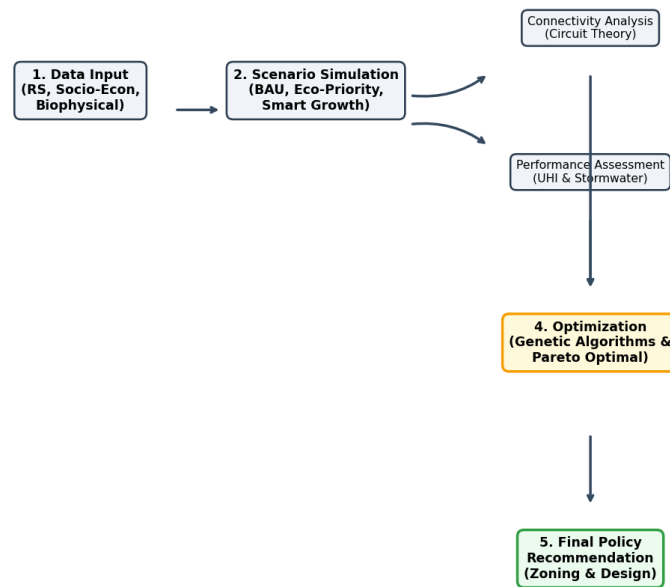 Connectivity Analysis
(Circuit Theory)
1. Data Input
(RS, Socio-Econ,
Biophysical)
2. Scenario Simulation
(BAU, Eco-Priority,
Smart Growth)
Performance Assessment
(UHI & Stormwater)
4. Optimization
(Genetic Algorithms &
Pareto Optimal)
5. Final Policy
Recommendation
(Zoning & Design)